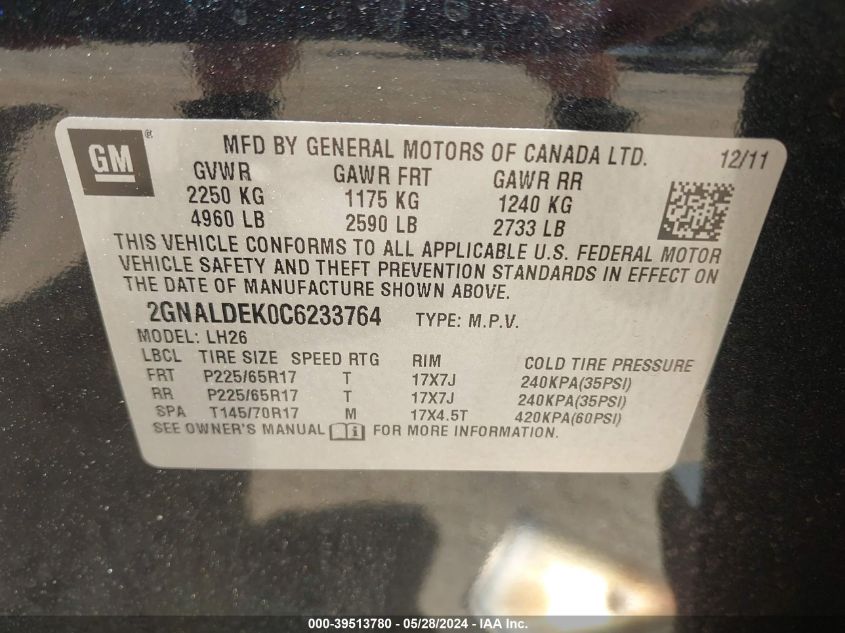 GM ®
MFD BY GENERAL MOTORS OF CANADA LTD. 12/11
GVWR GAWR FRT GAWR RR
2250 KG 1175 KG 1240 KG
4960 LB 2590 LB 2733 LB
THIS VEHICLE CONFORMS TO ALL APPLICABLE U.S. FEDERAL MOTOR
VEHICLE SAFETY AND THEFT PREVENTION STANDARDS IN EFFECT ON
THE DATE OF MANUFACTURE SHOWN ABOVE.
2GNALDEK0C6233764 TYPE: M.P.V.
MODEL: LH26
LBCL TIRE SIZE SPEED RTG RIM COLD TIRE PRESSURE
FRT P225/65R17 T 17X7J 240KPA(35PSI)
RR P225/65R17 T 17X7J 240KPA(35PSI)
SPA T145/70R17 M 17X4.5T 420KPA(60PSI)
SEE OWNER'S MANUAL i FOR MORE INFORMATION.
000-39513780 — 05/28/2024 - IAA Inc.